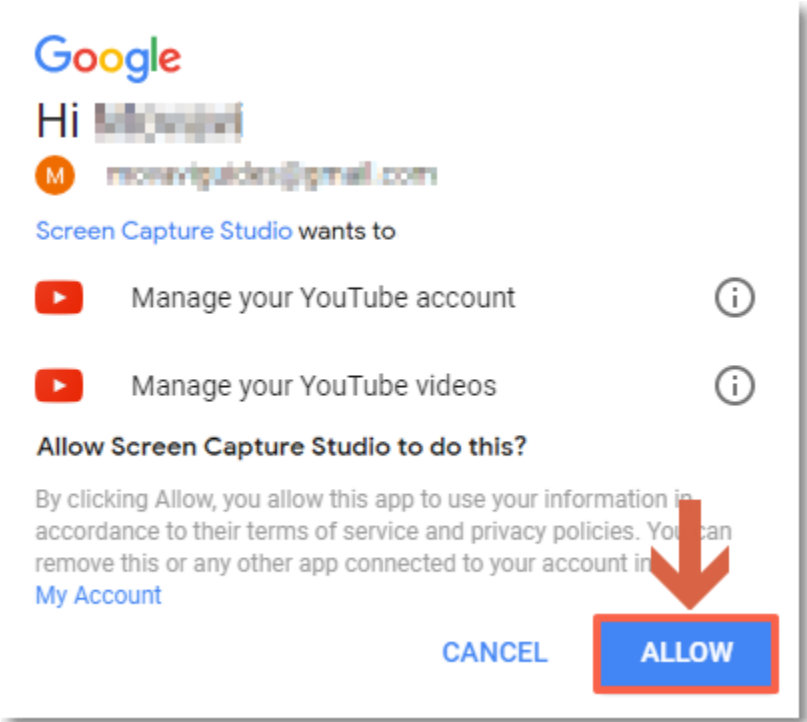 Google
Hi
M
Screen Capture Studio wants to
Manage your YouTube account
i
Manage your YouTube videos
i
Allow Screen Capture Studio to do this?
By clicking Allow, you allow this app to use your information in
accordance to their terms of service and privacy policies. You can
remove this or any other app connected to your account in
My Account
CANCEL ALLOW